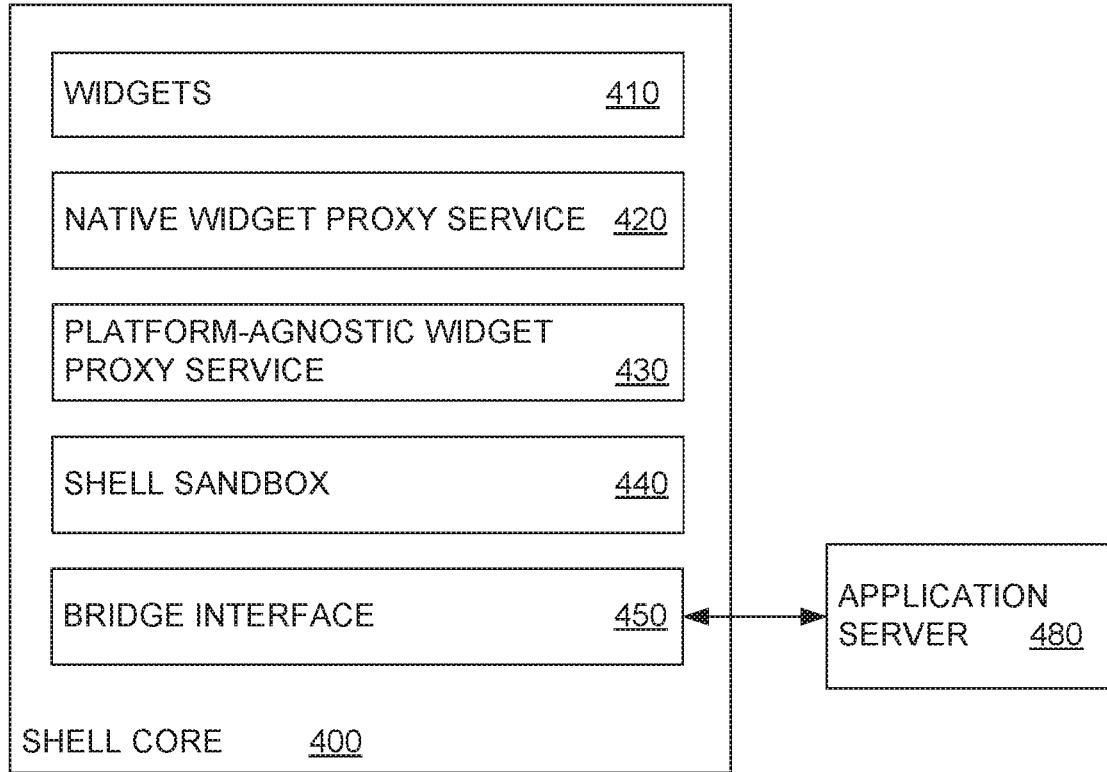 WIDGETS 410
NATIVE WIDGET PROXY SERVICE 420
PLATFORM-AGNOSTIC WIDGET
PROXY SERVICE 430
SHELL SANDBOX 440
BRIDGE INTERFACE 450
APPLICATION
SERVER 480
SHELL CORE 400